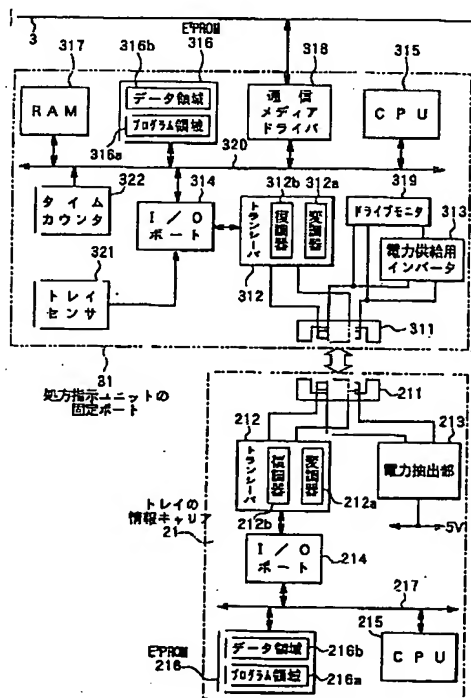 3
E²PROM
317
316b
316
318
315
RAM
データ領域
プログラム領域
316a
通信
メディア
ドライバ
CPU
320
タイム
カウンタ
322
314
I/O
ポート
312b
312a
トランシーバ
復調器
変調器
312
319
ドライブモニタ
313
電力供給用
インバータ
321
トレイ
センサ
311
31
処方指示ユニットの
固定ポート
211
212
213
トランシーバ
212a
212b
電力抽出部
5V
トレイの
情報キャリア
21
I/O
ポート
214
217
E²PROM
216
データ領域
216b
プログラム領域
216a
215
CPU